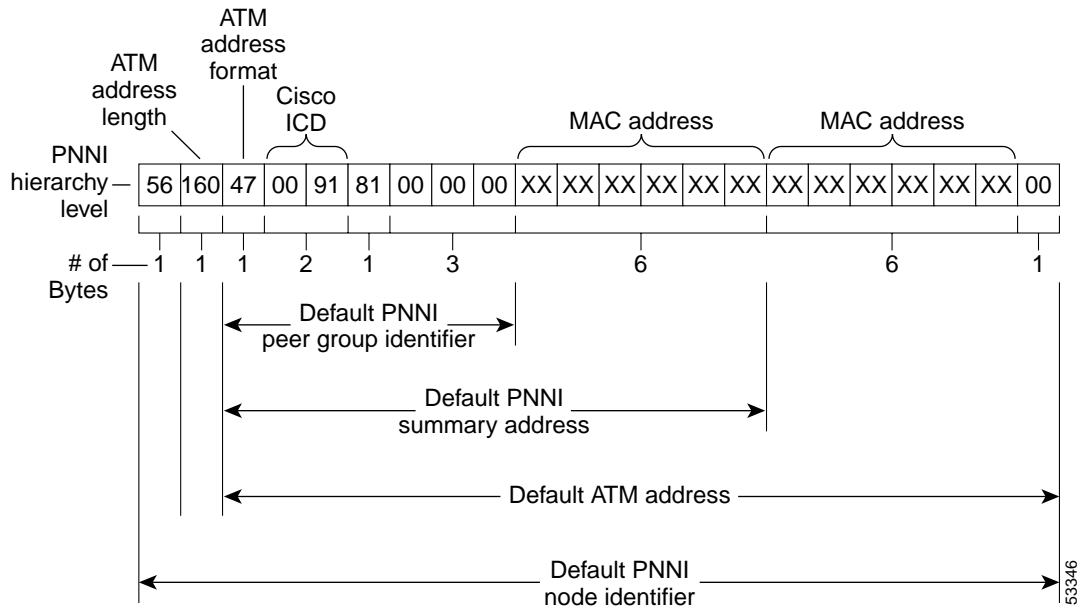 ATM
address
format
ATM
address
length
Cisco
ICD
MAC address
MAC address
PNNI
hierarchy
level
56 160 47 00 91 81 00 00 00 XX XX XX XX XX XX XX XX XX XX XX XX 00
# of
Bytes
1 1 1 2 1 3 6 6 1
Default PNNI
peer group identifier
Default PNNI
summary address
Default ATM address
Default PNNI
node identifier
53346